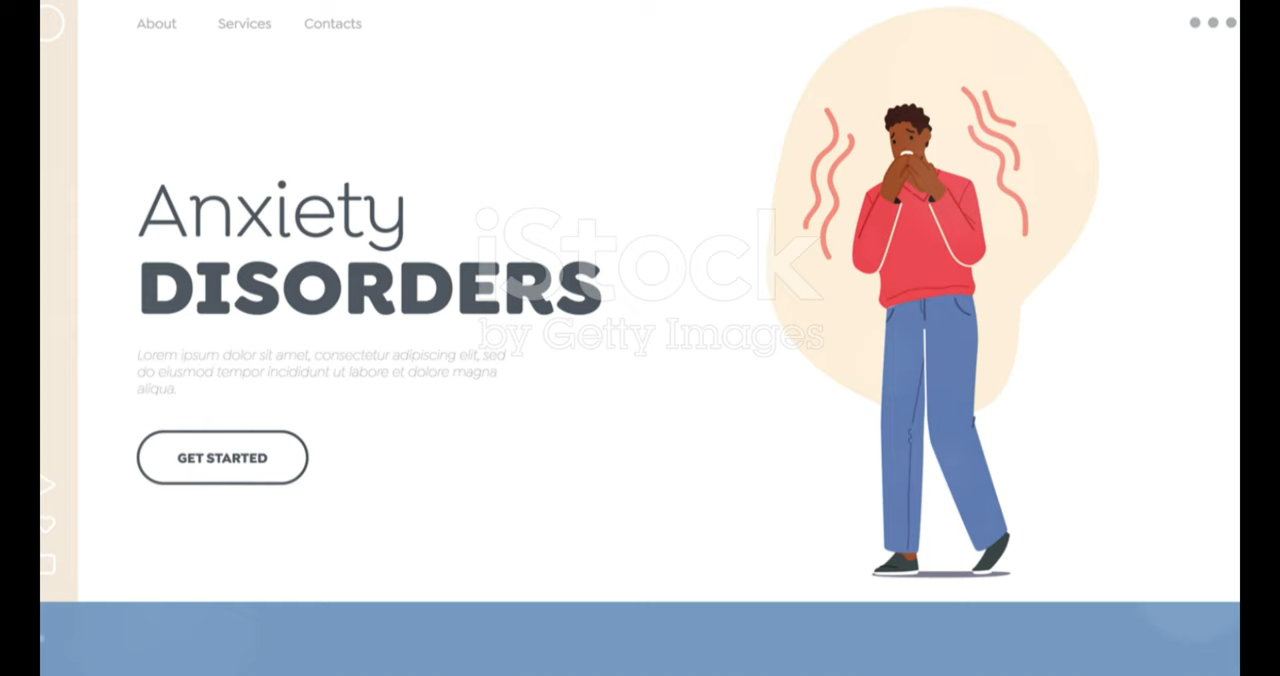 About Services Contacts
Anxiety
DISORDERS
iStock
by Getty Images
Lorem ipsum dolor sit amet, consectetur adipiscing elit, sed
do eiusmod tempor incididunt ut labore et dolore magna
aliqua.
GET STARTED